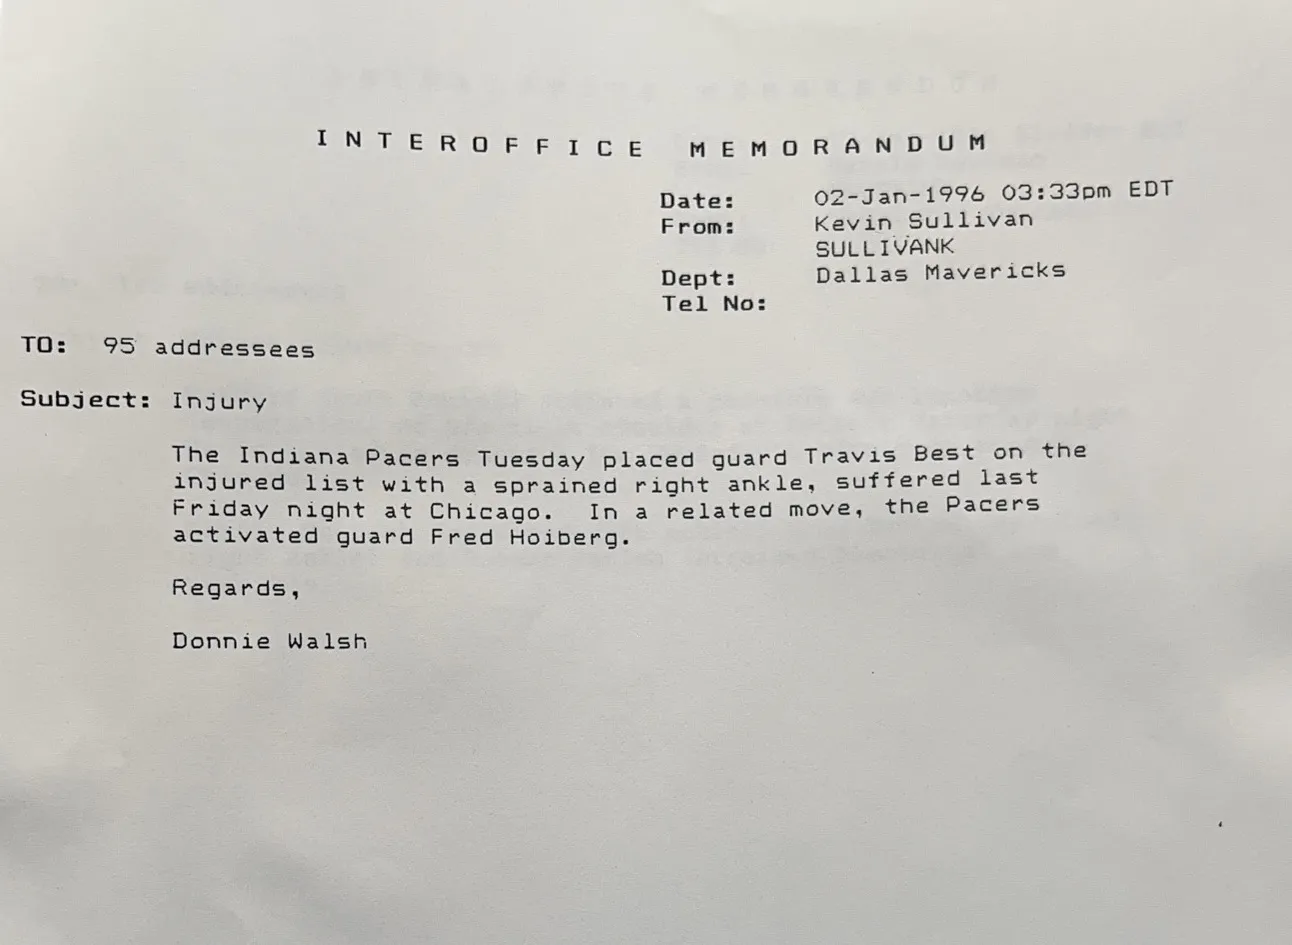 INTEROFFICE MEMORANDUM
Date: 02-Jan-1996 03:33pm EDT
From: Kevin Sullivan
SULLIVANK
Dept: Dallas Mavericks
Tel No:
TO: 95 addressees
Subject: Injury
The Indiana Pacers Tuesday placed guard Travis Best on the
injured list with a sprained right ankle, suffered last
Friday night at Chicago. In a related move, the Pacers
activated guard Fred Hoiberg.
Regards,
Donnie Walsh